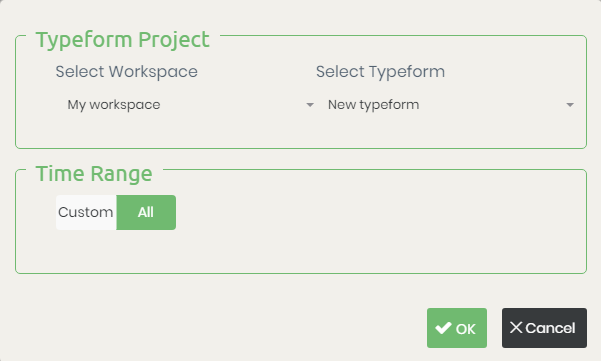 Typeform Project
Select Workspace Select Typeform
My workspace New typeform
Time Range
Custom All
OK Cancel